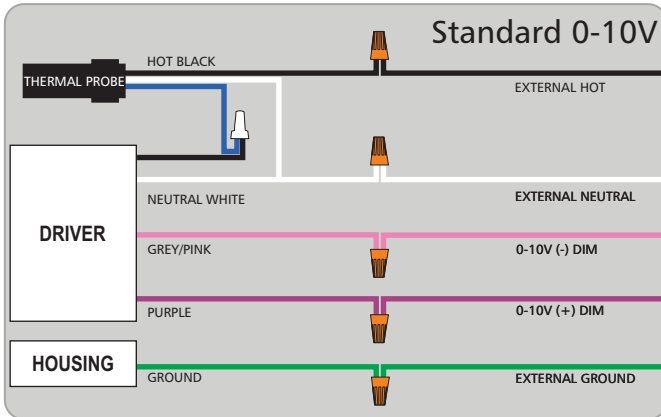 Standard 0-10V
HOT BLACK
THERMAL PROBE
EXTERNAL HOT
NEUTRAL WHITE
EXTERNAL NEUTRAL
DRIVER
GREY/PINK
0-10V (-) DIM
PURPLE
0-10V (+) DIM
HOUSING
GROUND
EXTERNAL GROUND